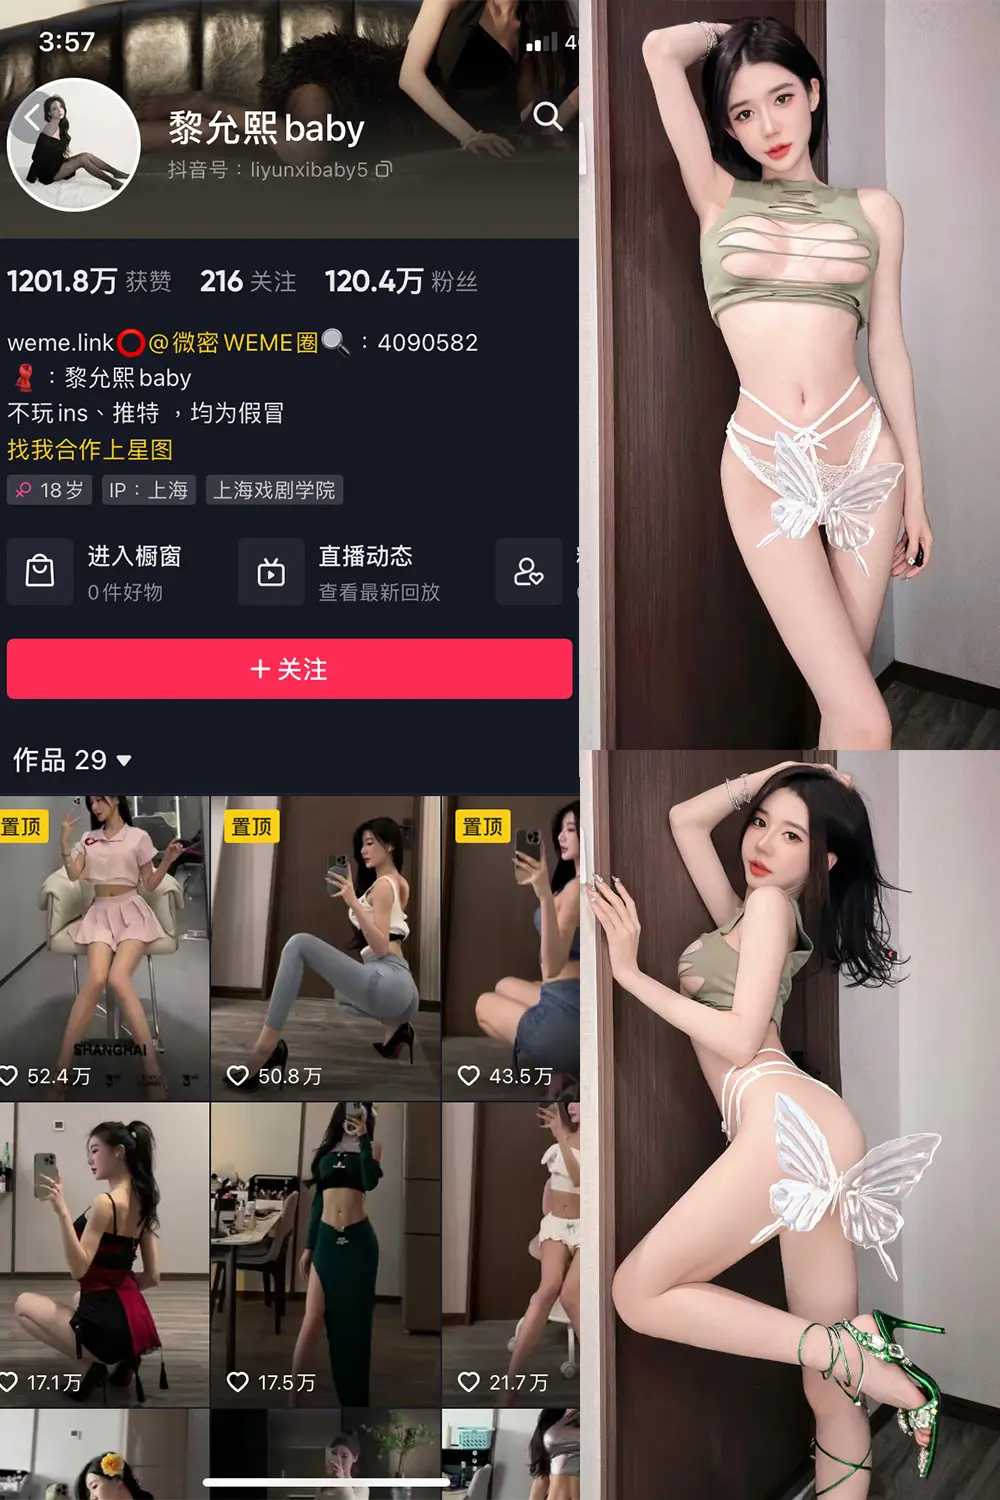 3:57
黎允熙baby
抖音号：liyunxibaby5
1201.8万 获赞 216 关注 120.4万 粉丝
weme.link⭕@微密WEME圈🔍：4090582
：黎允熙baby
不玩ins、推特，均为假冒
找我合作上星图
♀ 18岁 IP：上海 上海戏剧学院
进入橱窗 直播动态
0件好物 查看最新回放
+ 关注
作品 29
置顶 置顶 置顶
SHANGHAI
52.4万 50.8万 43.5万
17.1万 17.5万 21.7万